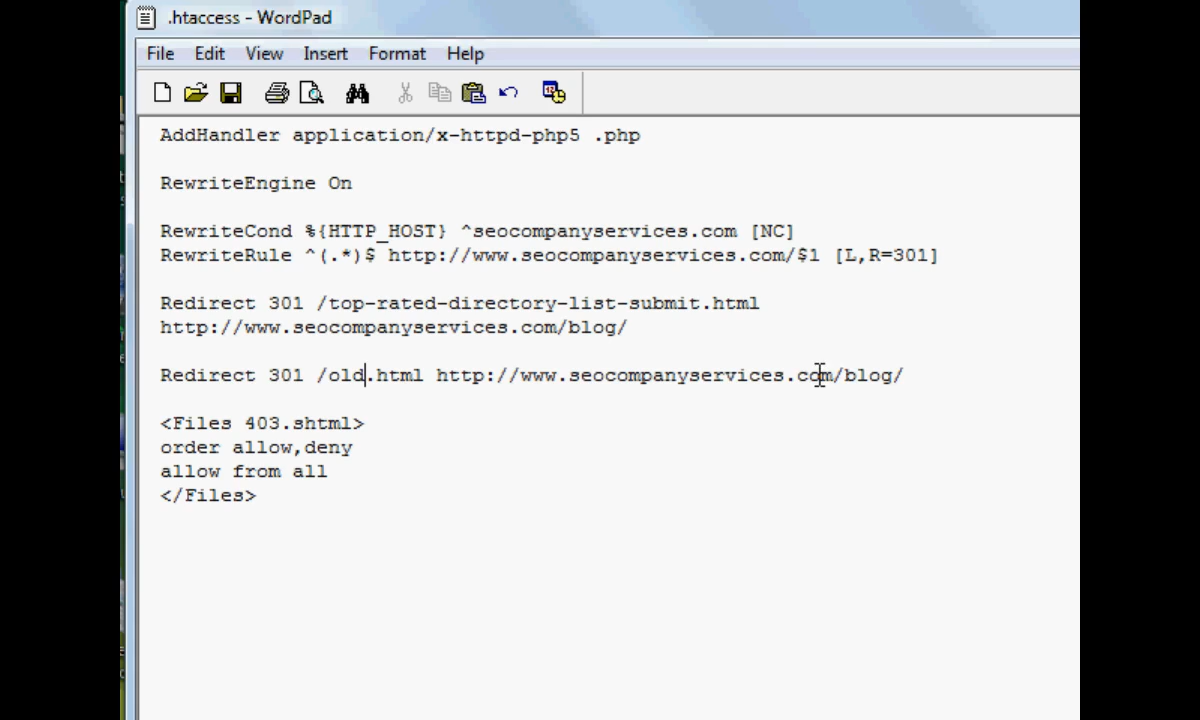 .htaccess - WordPad
File Edit View Insert Format Help
AddHandler application/x-httpd-php5 .php
RewriteEngine On
RewriteCond %{HTTP_HOST} ^seocompanyservices.com [NC]
RewriteRule ^(.*)$ http://www.seocompanyservices.com/$1 [L,R=301]
Redirect 301 /top-rated-directory-list-submit.html
http://www.seocompanyservices.com/blog/
Redirect 301 /old.html http://www.seocompanyservices.com/blog/
<Files 403.shtml>
order allow,deny
allow from all
</Files>